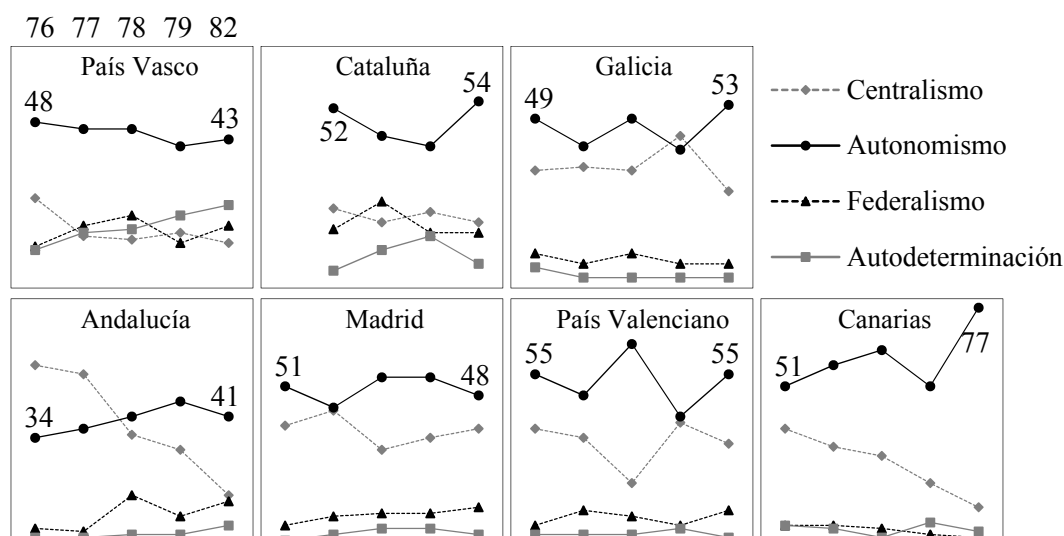 76 77 78 79 82
País Vasco
48
43
Cataluña
52
54
Galicia
49
53
Centralismo
Autonomismo
Federalismo
Autodeterminación
Andalucía
34
41
Madrid
51
48
País Valenciano
55
55
Canarias
51
77